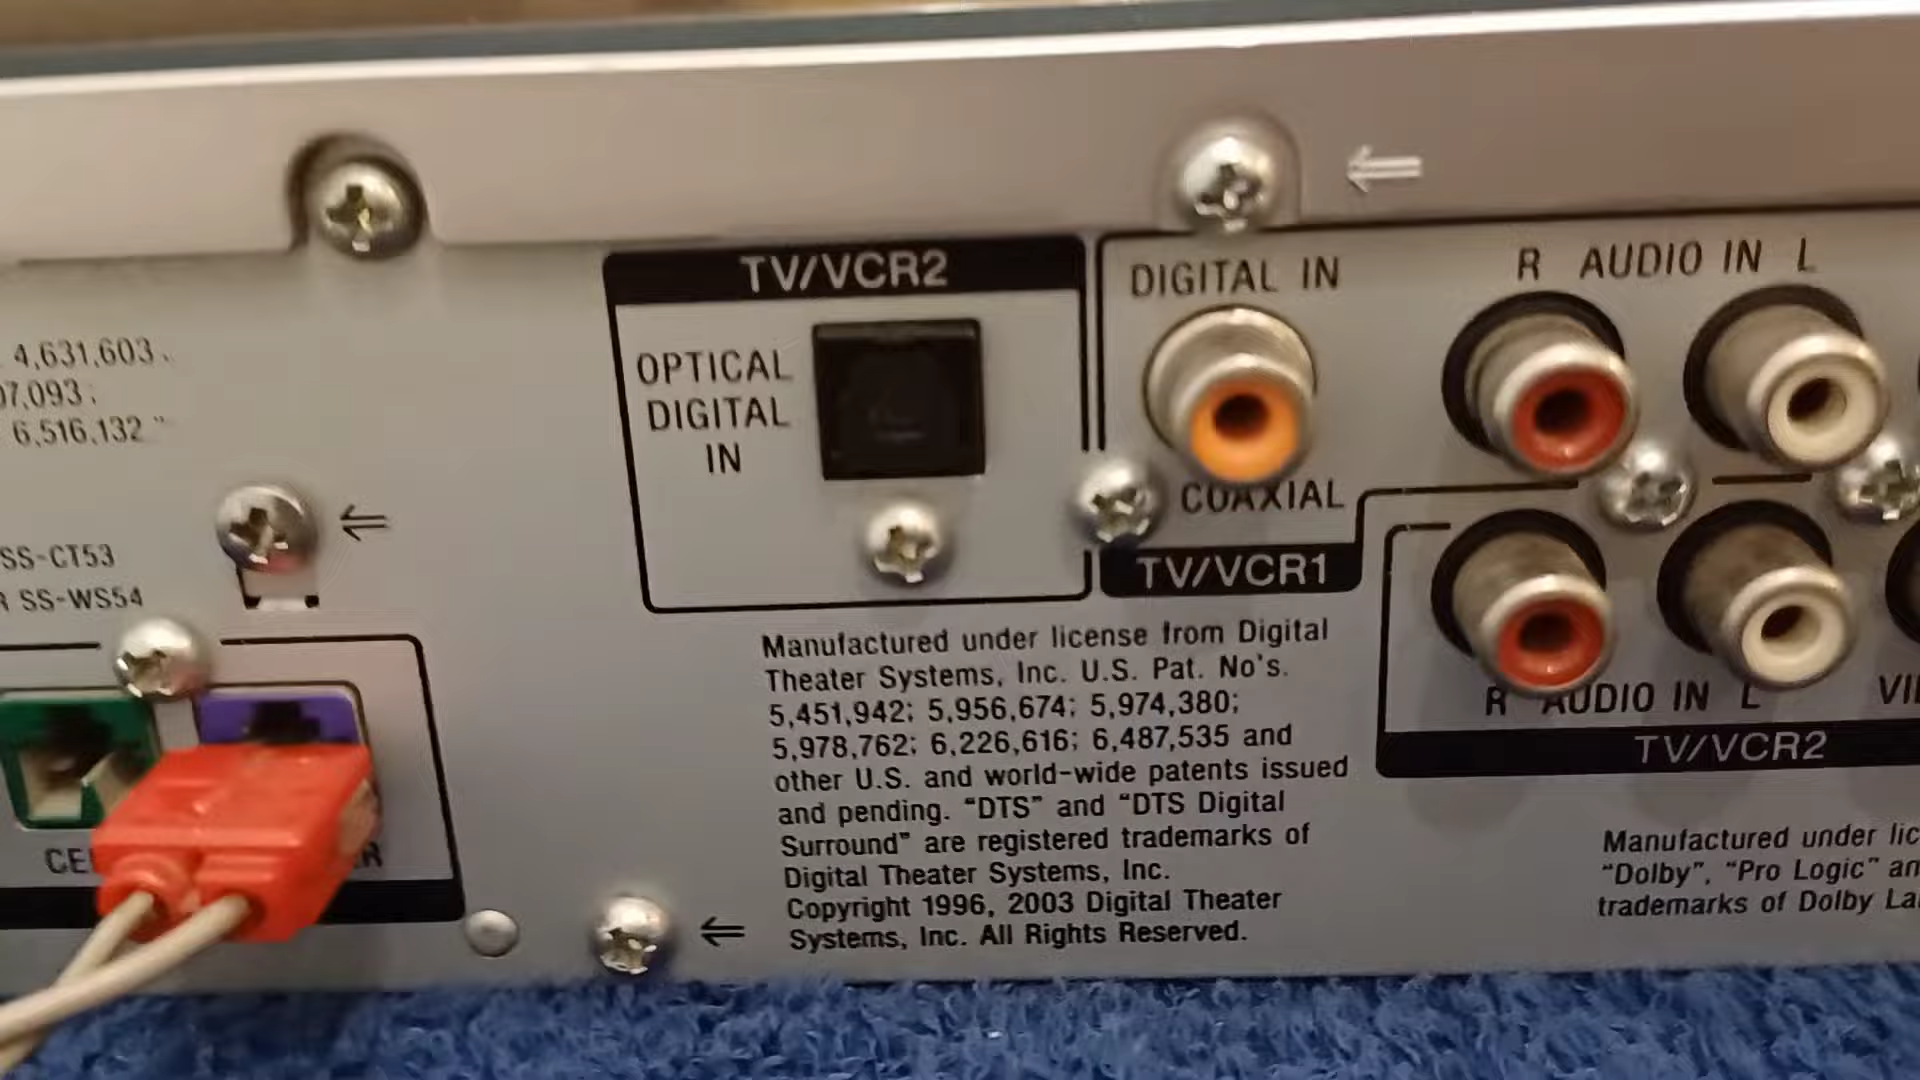 4,631,603
07,093;
6,516,132
SS-CT53
SS-WS54
TV/VCR2
OPTICAL
DIGITAL
IN
DIGITAL IN
COAXIAL
TV/VCR1
R AUDIO IN L
R AUDIO IN L
TV/VCR2
Manufactured under license from Digital
Theater Systems, Inc. U.S. Pat. No's.
5,451,942; 5,956,674; 5,974,380;
5,978,762; 6,226,616; 6,487,535 and
other U.S. and world-wide patents issued
and pending. "DTS" and "DTS Digital
Surround" are registered trademarks of
Digital Theater Systems, Inc.
Copyright 1996, 2003 Digital Theater
Systems, Inc. All Rights Reserved.
Manufactured under
"Dolby", "Pro Logic"
trademarks of Dolby